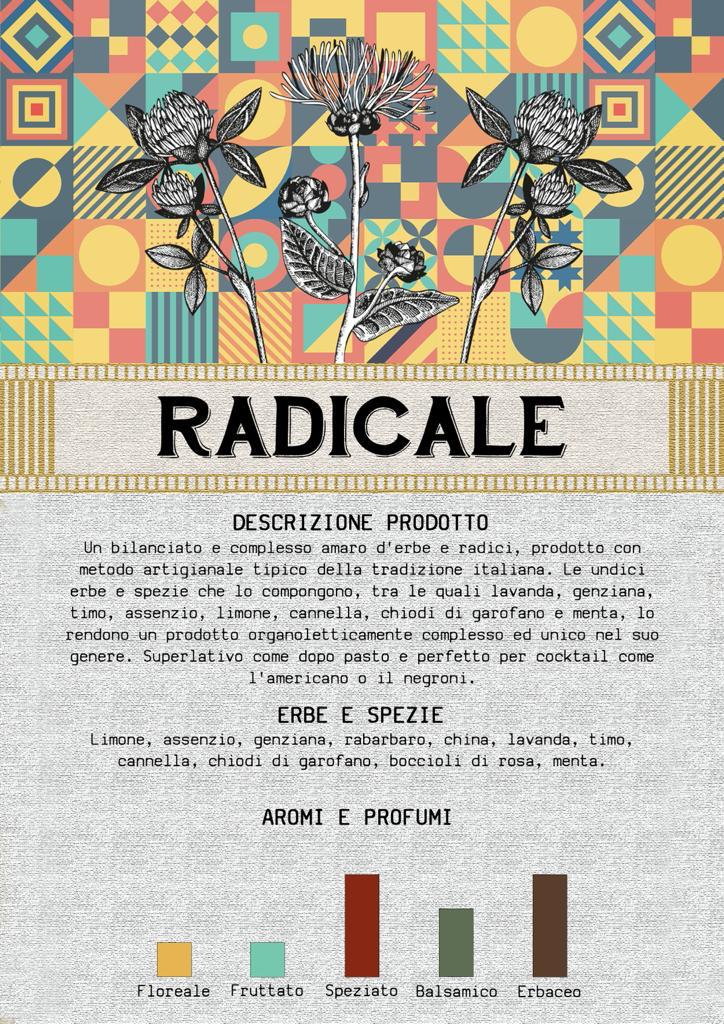 RADICALE
DESCRIZIONE PRODOTTO
Un bilanciato e complesso amaro d'erbe e radici, prodotto con
metodo artigianale tipico della tradizione italiana. Le undici
erbe e spezie che lo compongono, tra le quali lavanda, genziana,
timo, assenzio, limone, cannella, chiodi di garofano e menta, lo
rendono un prodotto organoletticamente complesso ed unico nel suo
genere. Superlativo come dopo pasto e perfetto per cocktail come
l'americano o il negroni.
ERBE E SPEZIE
Limone, assenzio, genziana, rabarbaro, china, lavanda, timo,
cannella, chiodi di garofano, boccioli di rosa, menta.
AROMI E PROFUMI
Floreale Fruttato Speziato Balsamico Erbaceo